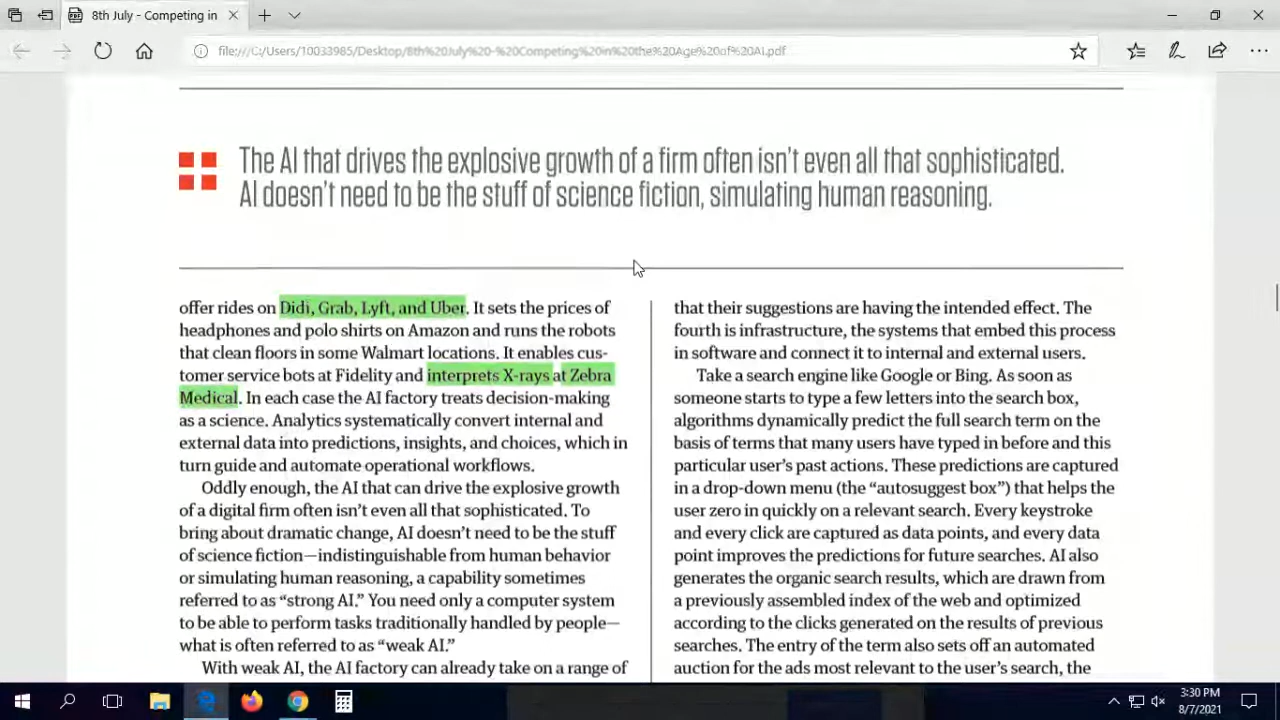 8th July - Competing in
file:///C:/Users/10033985/Desktop/8th%20July%20-%20Competing%20in%20the%20Age%20of%20AI.pdf
The AI that drives the explosive growth of a firm often isn't even all that sophisticated.
AI doesn't need to be the stuff of science fiction, simulating human reasoning.
offer rides on Didi, Grab, Lyft, and Uber. It sets the prices of
headphones and polo shirts on Amazon and runs the robots
that clean floors in some Walmart locations. It enables cus-
tomer service bots at Fidelity and interprets X-rays at Zebra
Medical. In each case the AI factory treats decision-making
as a science. Analytics systematically convert internal and
external data into predictions, insights, and choices, which in
turn guide and automate operational workflows.
Oddly enough, the AI that can drive the explosive growth
of a digital firm often isn't even all that sophisticated. To
bring about dramatic change, AI doesn't need to be the stuff
of science fiction—indistinguishable from human behavior
or simulating human reasoning, a capability sometimes
referred to as “strong AI.” You need only a computer system
to be able to perform tasks traditionally handled by people—
what is often referred to as “weak AI.”
With weak AI, the AI factory can already take on a range of
that their suggestions are having the intended effect. The
fourth is infrastructure, the systems that embed this process
in software and connect it to internal and external users.
Take a search engine like Google or Bing. As soon as
someone starts to type a few letters into the search box,
algorithms dynamically predict the full search term on the
basis of terms that many users have typed in before and this
particular user's past actions. These predictions are captured
in a drop-down menu (the “autosuggest box”) that helps the
user zero in quickly on a relevant search. Every keystroke
and every click are captured as data points, and every data
point improves the predictions for future searches. AI also
generates the organic search results, which are drawn from
a previously assembled index of the web and optimized
according to the clicks generated on the results of previous
searches. The entry of the term also sets off an automated
auction for the ads most relevant to the user's search, the
3:30 PM
8/7/2021